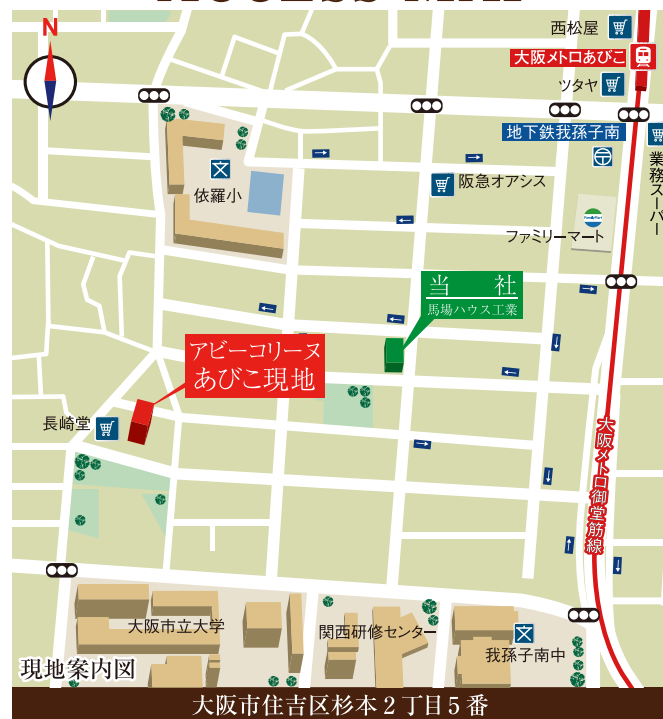 ACCESS MAP
N
西松屋
大阪メトロあびこ
ツタヤ
地下鉄我孫子南
業務スーパー
文
依羅小
阪急オアシス
FamilyMart
ファミリーマート
当 社
馬場ハウス工業
アビーコリーヌ
あびこ現地
長崎堂
大阪メトロ御堂筋線
大阪市立大学
関西研修センター
文
我孫子南中
現地案内図
大阪市住吉区杉本2丁目5番